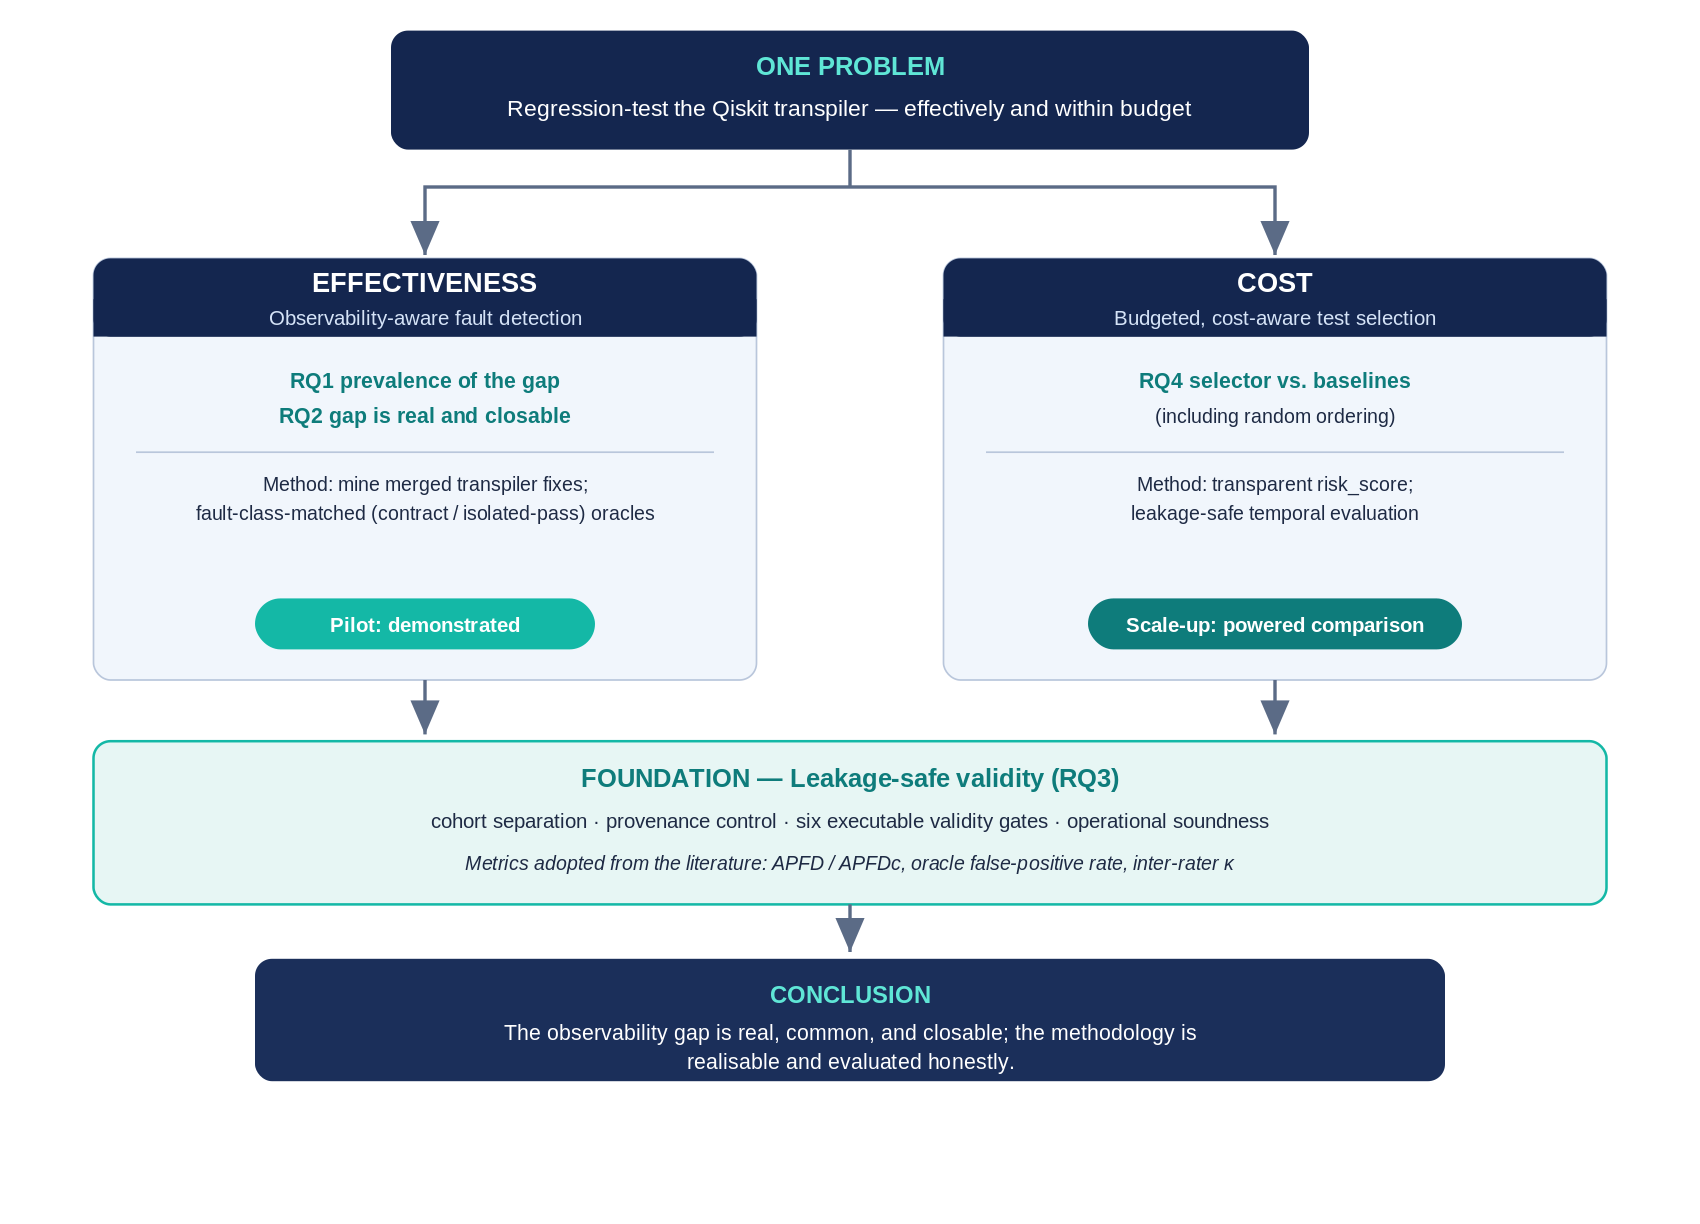 ONE PROBLEM
Regression-test the Qiskit transpiler — effectively and within budget
EFFECTIVENESS
Observability-aware fault detection
RQ1 prevalence of the gap
RQ2 gap is real and closable
Method: mine merged transpiler fixes;
fault-class-matched (contract / isolated-pass) oracles
Pilot: demonstrated
COST
Budgeted, cost-aware test selection
RQ4 selector vs. baselines
(including random ordering)
Method: transparent risk_score;
leakage-safe temporal evaluation
Scale-up: powered comparison
FOUNDATION — Leakage-safe validity (RQ3)
cohort separation · provenance control · six executable validity gates · operational soundness
Metrics adopted from the literature: APFD / APFDc, oracle false-positive rate, inter-rater κ
CONCLUSION
The observability gap is real, common, and closable; the methodology is
realisable and evaluated honestly.